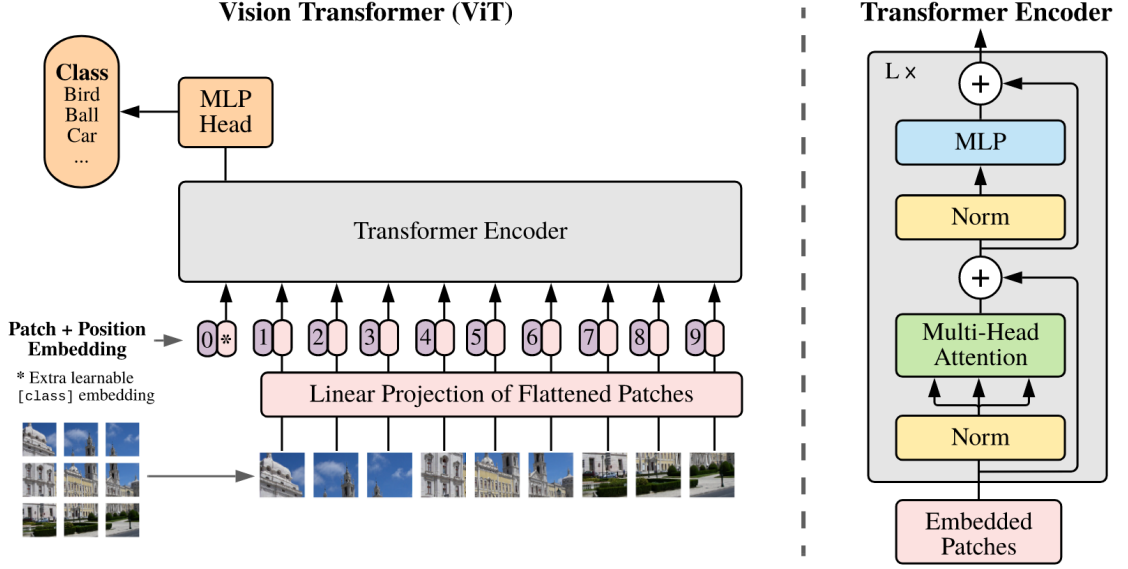 Vision Transformer (ViT)
Class
Bird
Ball
Car
...
MLP
Head
Transformer Encoder
Patch + Position
Embedding
0 * 1 2 3 4 5 6 7 8 9
* Extra learnable
[class] embedding
Linear Projection of Flattened Patches
Transformer Encoder
L ×
+
MLP
Norm
+
Multi-Head
Attention
Norm
Embedded
Patches